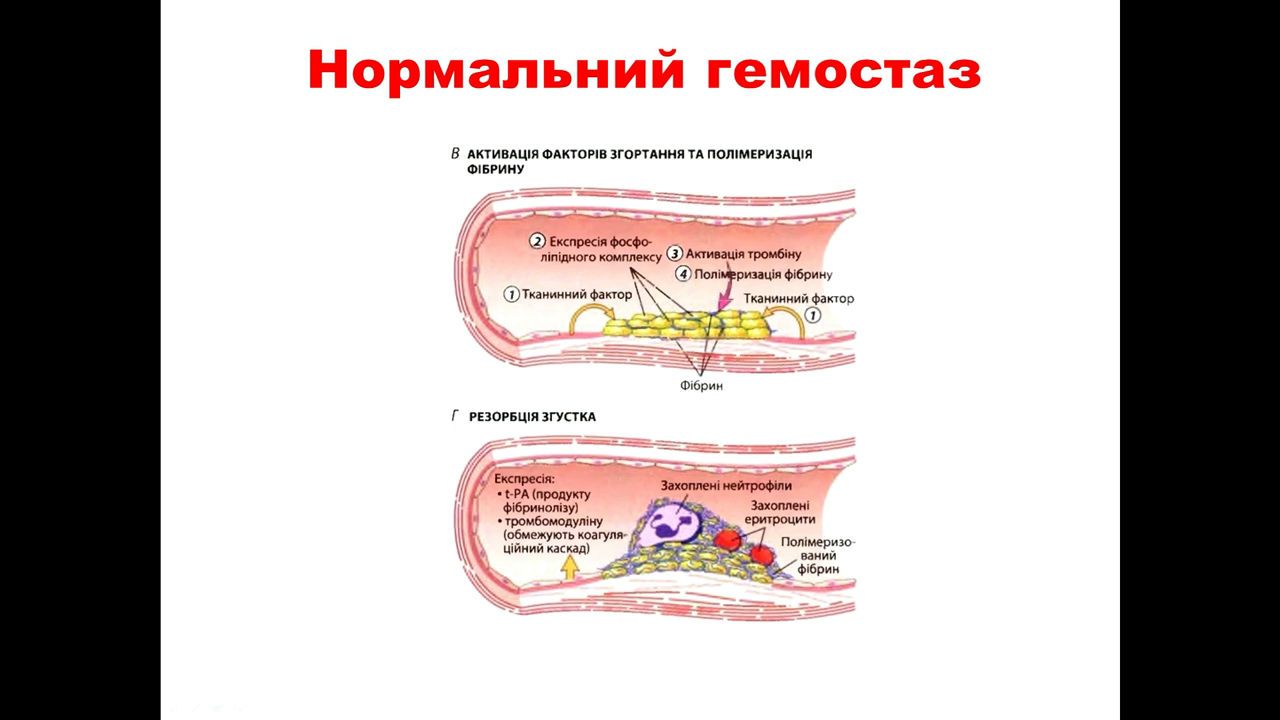 Нормальний гемостаз
В АКТИВАЦІЯ ФАКТОРІВ ЗГОРТАННЯ ТА ПОЛІМЕРИЗАЦІЯ
ФІБРИНУ
2 Експресія фосфо-
ліпідного комплексу
3 Активація тромбіну
4 Полімеризація фібрину
1 Тканинний фактор
Тканинний фактор
1
Фібрин
Г РЕЗОРБЦІЯ ЗГУСТКА
Експресія:
• t-PA (продукту
фібринолізу)
• тромбомодуліну
(обмежують коагуля-
ційний каскад)
Захоплені нейтрофіли
Захоплені
еритроцити
Полімеризо-
ваний
фібрин